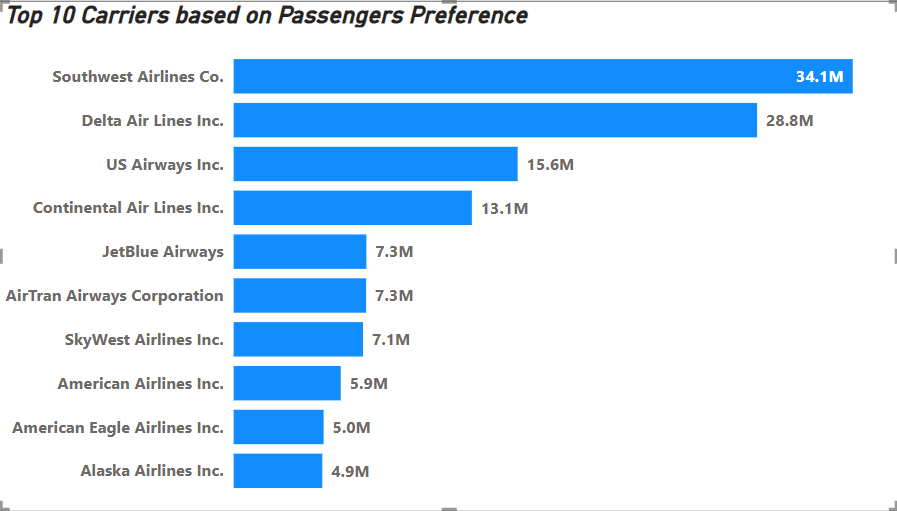 Top 10 Carriers based on Passengers Preference
Southwest Airlines Co. 34.1M
Delta Air Lines Inc. 28.8M
US Airways Inc. 15.6M
Continental Air Lines Inc. 13.1M
JetBlue Airways 7.3M
AirTran Airways Corporation 7.3M
SkyWest Airlines Inc. 7.1M
American Airlines Inc. 5.9M
American Eagle Airlines Inc. 5.0M
Alaska Airlines Inc. 4.9M